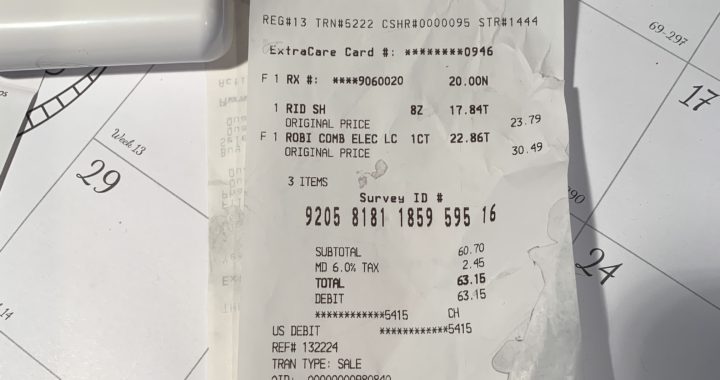 REG#13 TRN#5222 CSHR#0000095 STR#1444
ExtraCare Card #: ********0946
F 1 RX #: ****9060020 20.00N
1 RID SH 8Z 17.84T
ORIGINAL PRICE 23.79
F 1 ROBI COMB ELEC LC 1CT 22.86T
ORIGINAL PRICE 30.49
3 ITEMS
Survey ID #
9205 8181 1859 595 16
SUBTOTAL 60.70
MD 6.0% TAX 2.45
TOTAL 63.15
DEBIT 63.15
************5415 CH
US DEBIT ************5415
REF# 132224
TRAN TYPE: SALE
Week 13
29
69-297
17
24